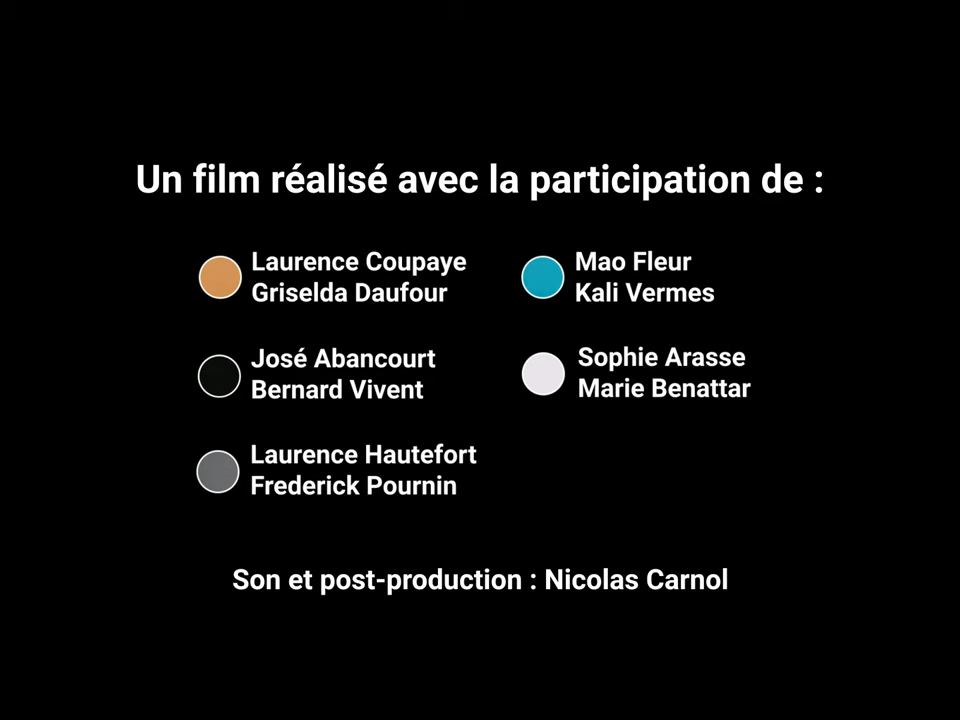 Un film réalisé avec la participation de :
Laurence Coupaye
Griselda Daufour
Mao Fleur
Kali Vermes
José Abancourt
Bernard Vivent
Sophie Arasse
Marie Benattar
Laurence Hautefort
Frederick Pournin
Son et post-production : Nicolas Carnol